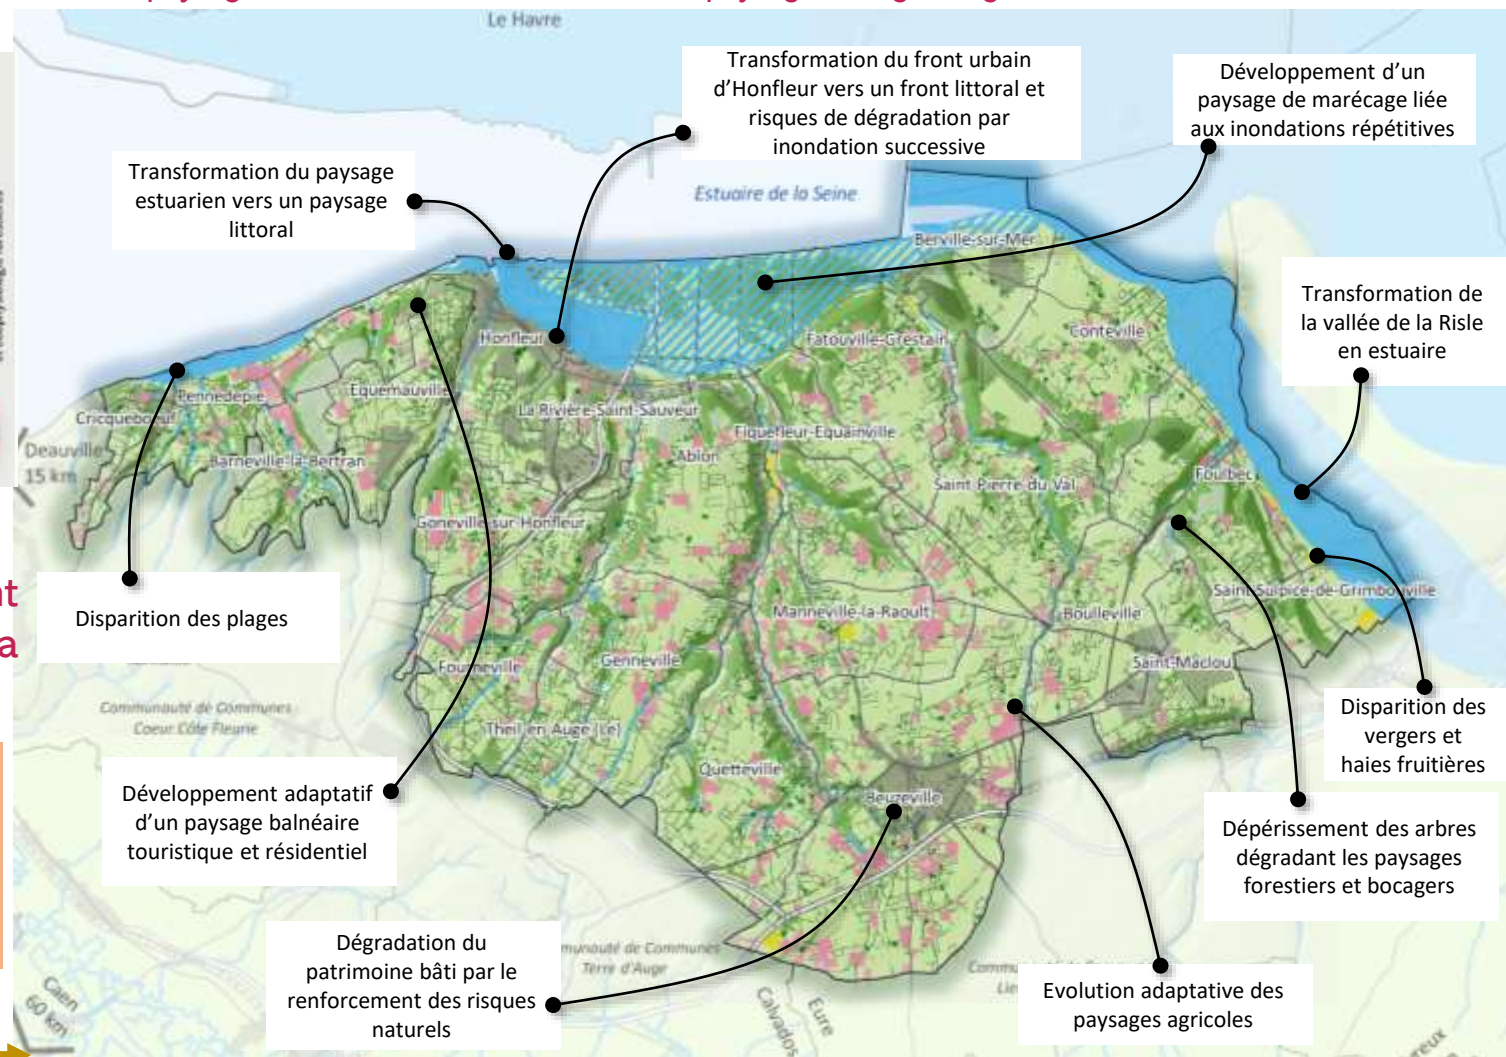 Le Havre
Transformation du front urbain
d’Honfleur vers un front littoral et
risques de dégradation par
inondation successive
Développement d’un
paysage de marécage liée
aux inondations répétitives
Transformation du paysage
estuarien vers un paysage
littoral
Estuaire de la Seine
Berville-sur-Mer
Transformation de
la vallée de la Risle
en estuaire
Honfleur
Fatouville-Grestain
Conteville
Pennedepie
Equemauville
Cricqueboeuf
La Rivière-Saint-Sauveur
Deauville
15 km
Barneville-la-Bertran
Ablon
Fiquefleur-Equainville
Saint-Pierre-du-Val
Foulbec
Goneville-sur-Honfleur
nt
Disparition des plages
a
Manneville-la-Raoult
Boulleville
Saint-Sulpice-de-Grimbouville
Fourneville
Genneville
Saint-Maclou
Communauté de Communes
Coeur Côte Fleurie
Theil-en-Auge (Le)
Disparition des
vergers et
haies fruitières
Quetteville
Beuzeville
Développement adaptatif
d’un paysage balnéaire
touristique et résidentiel
Dépérissement des arbres
dégradant les paysages
forestiers et bocagers
Dégradation du
patrimoine bâti par le
renforcement des risques
naturels
munauté de Communes
Terre d'Auge
Evolution adaptative des
paysages agricoles
Caen
60 km
Eure
Calvados